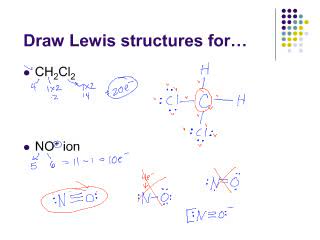 Draw Lewis structures for…
CH2Cl2
4 1x2 7x2 20e⁻
2 14
H
:Cl – C – H
:Cl:
NO⊕ ion
5 6 = 11 – 1 = 10e⁻
:N≡O: :N–O: :N=O:
[:N=O: